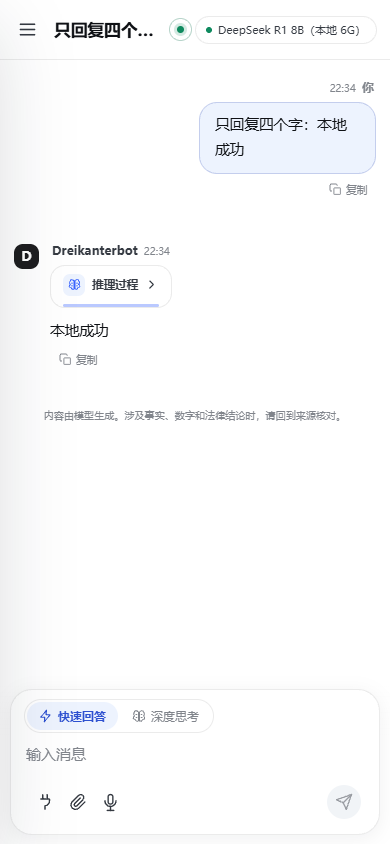 只回复四个...
DeepSeek R1 8B（本地 6G）
22:34 你
只回复四个字：本地
成功
复制
D
Dreikanterbot 22:34
推理过程
本地成功
复制
内容由模型生成。涉及事实、数字和法律结论时，请回到来源核对。
快速回答
深度思考
输入消息